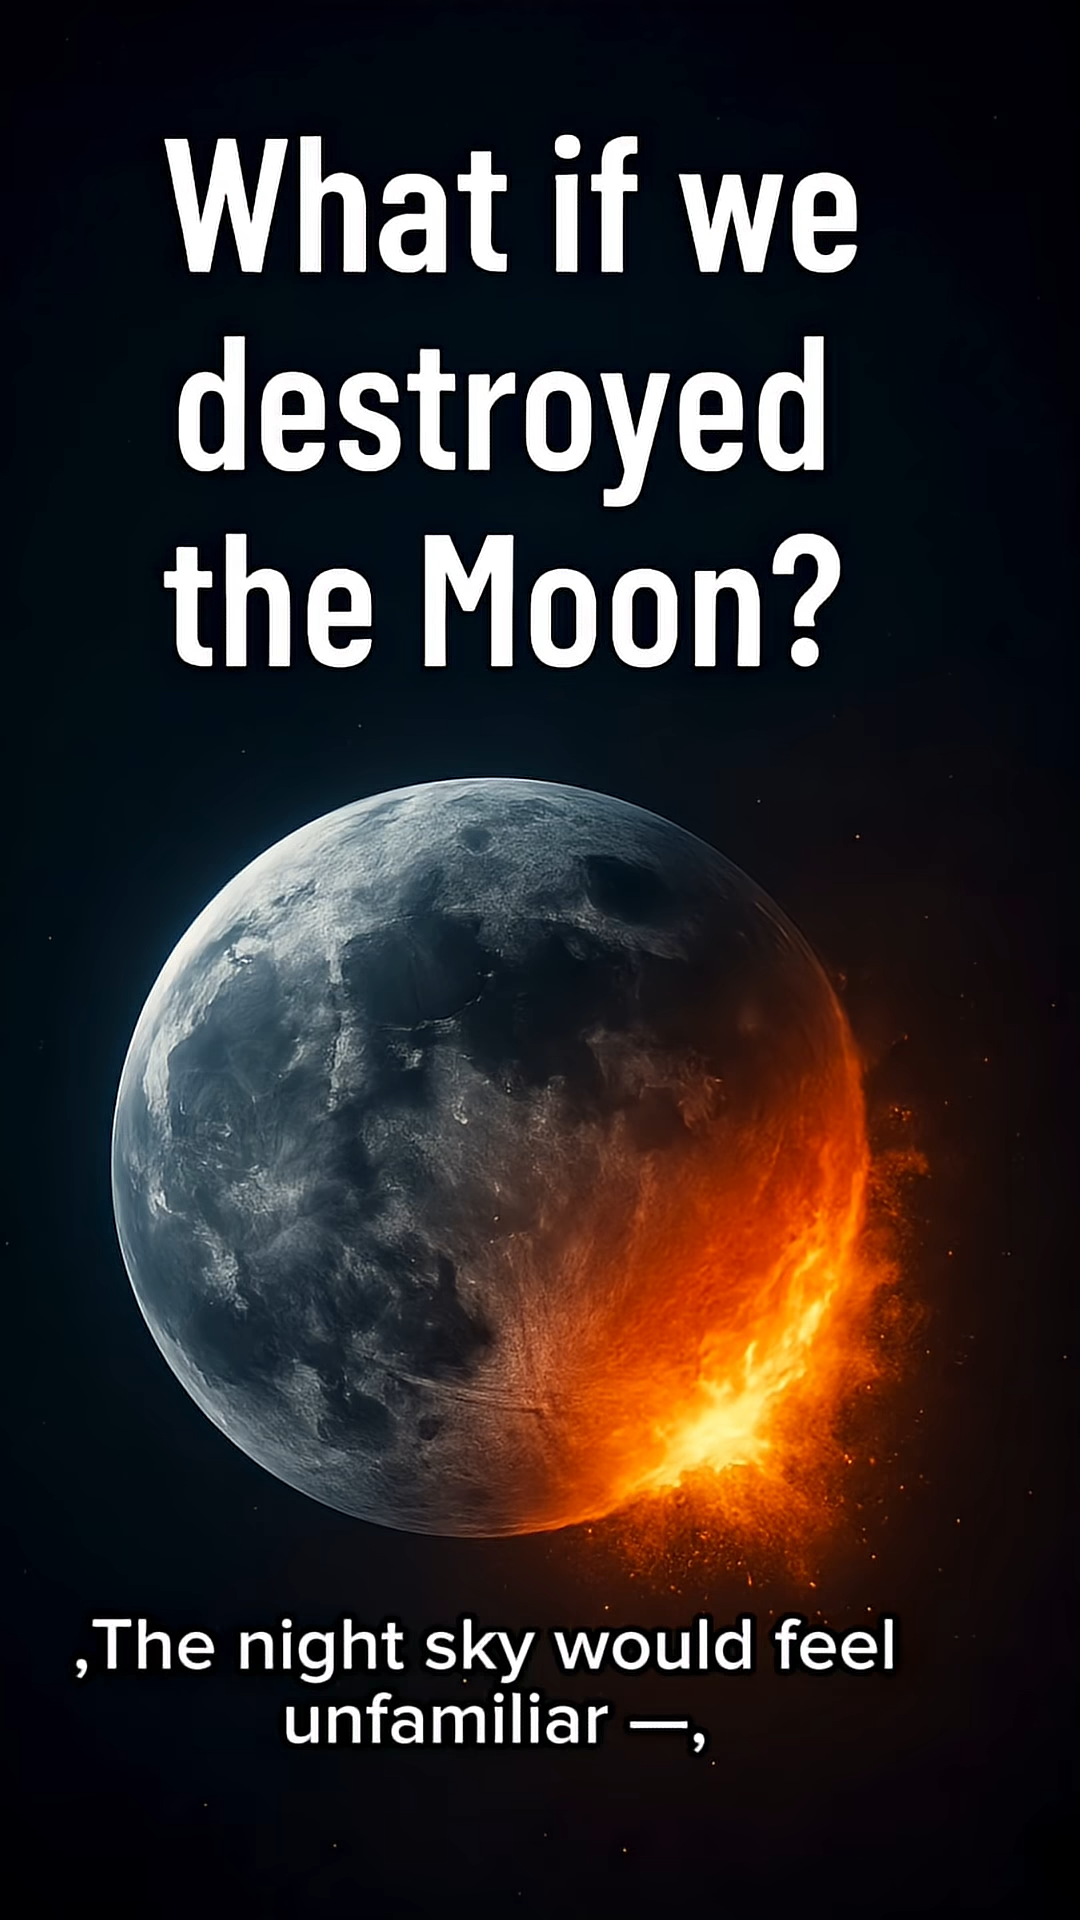 What if we
destroyed
the Moon?
,The night sky would feel
unfamiliar —,